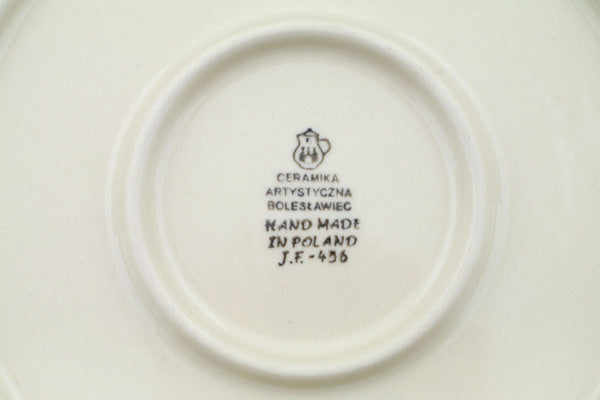 CERAMIKA
ARTYSTYCZNA
BOLESŁAWIEC
HAND MADE
IN POLAND
J.F.-456